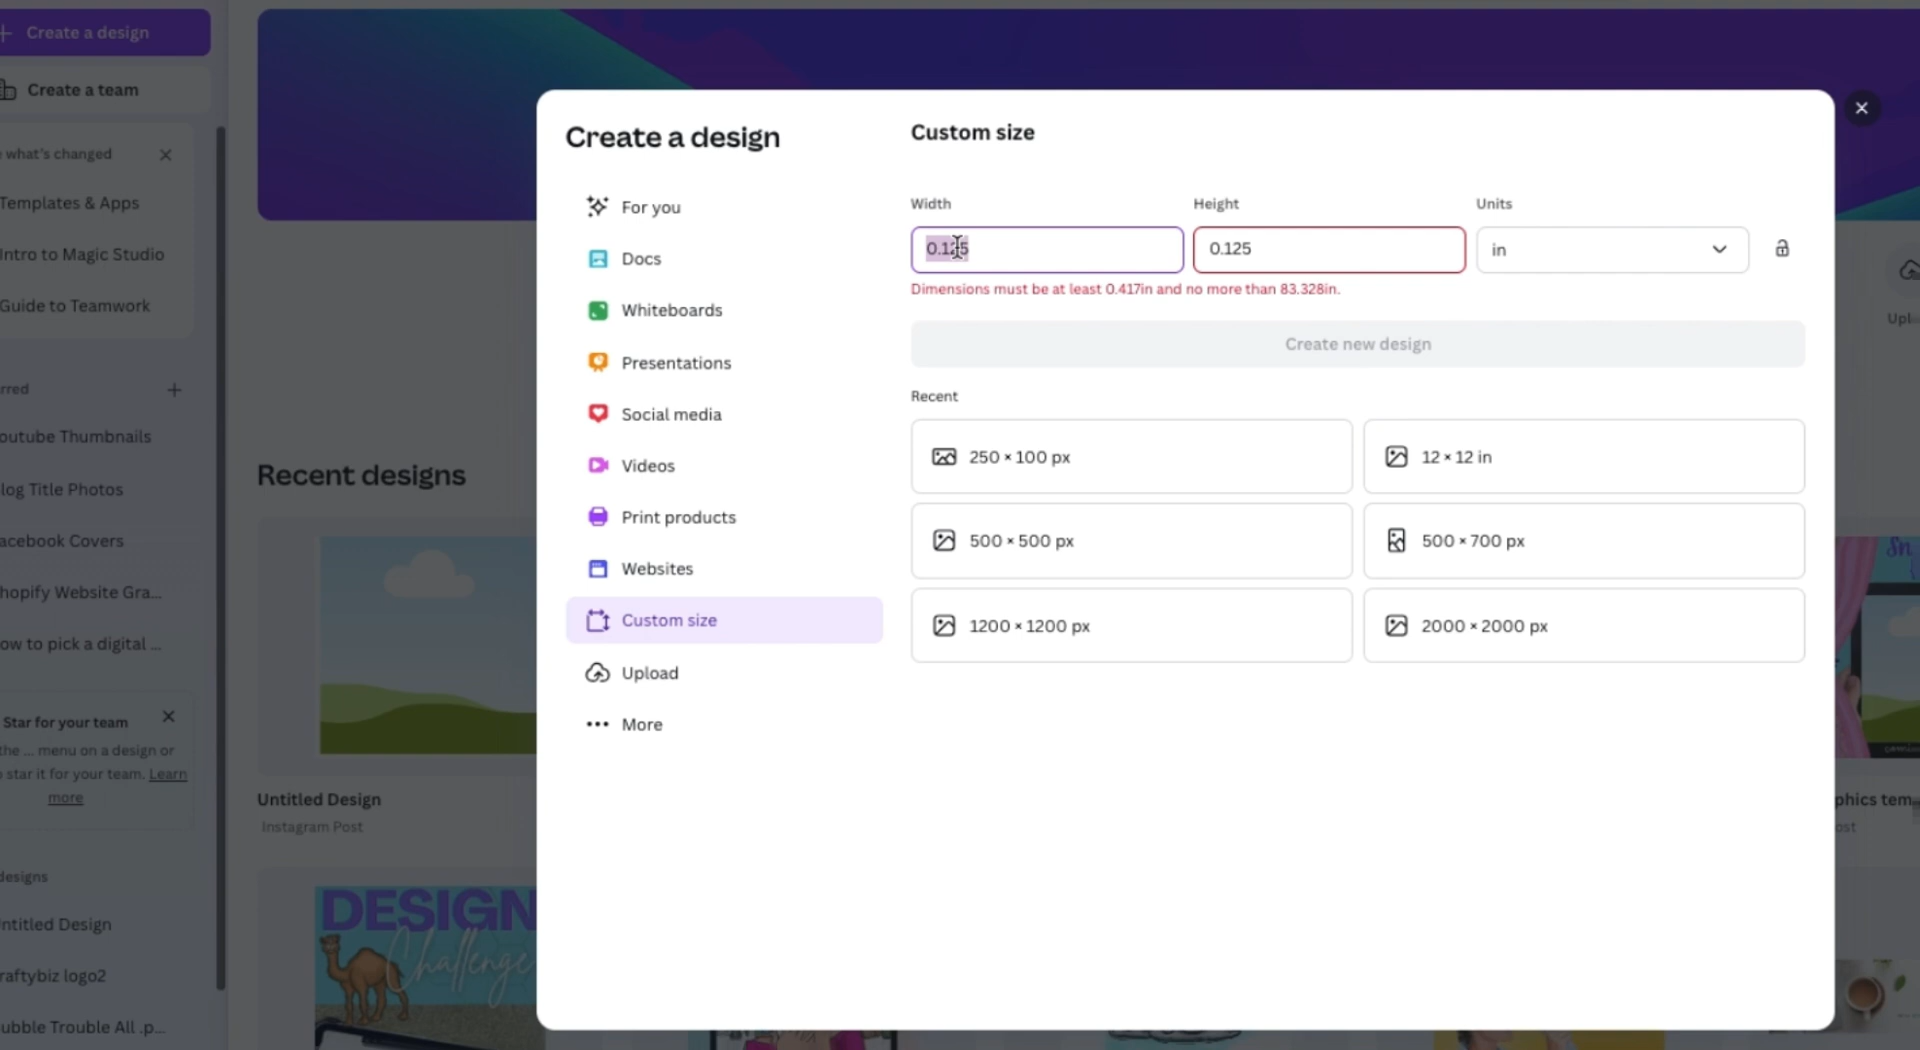 Create a design
Create a team
what's changed
Templates & Apps
Intro to Magic Studio
Guide to Teamwork
rred
outube Thumbnails
log Title Photos
acebook Covers
hopify Website Gra...
ow to pick a digital ...
Star for your team
the ... menu on a design or
star it for your team. Learn
more
designs
ntitled Design
raftybiz logo2
ubble Trouble All .p...
Recent designs
Untitled Design
Instagram Post
DESIGN
Challenge
Create a design
For you
Docs
Whiteboards
Presentations
Social media
Videos
Print products
Websites
Custom size
Upload
More
Custom size
Width
Height
Units
0.125
0.125
in
Dimensions must be at least 0.417in and no more than 83.328in.
Create new design
Recent
250 × 100 px
12 × 12 in
500 × 500 px
500 × 700 px
1200 × 1200 px
2000 × 2000 px
Upl
Sn
phics tem...
ost